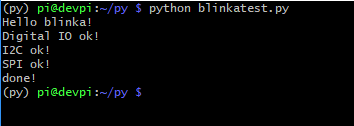 (py) pi@devpi:~/py $ python blinkatest.py
Hello blinka!
Digital IO ok!
I2C ok!
SPI ok!
done!
(py) pi@devpi:~/py $